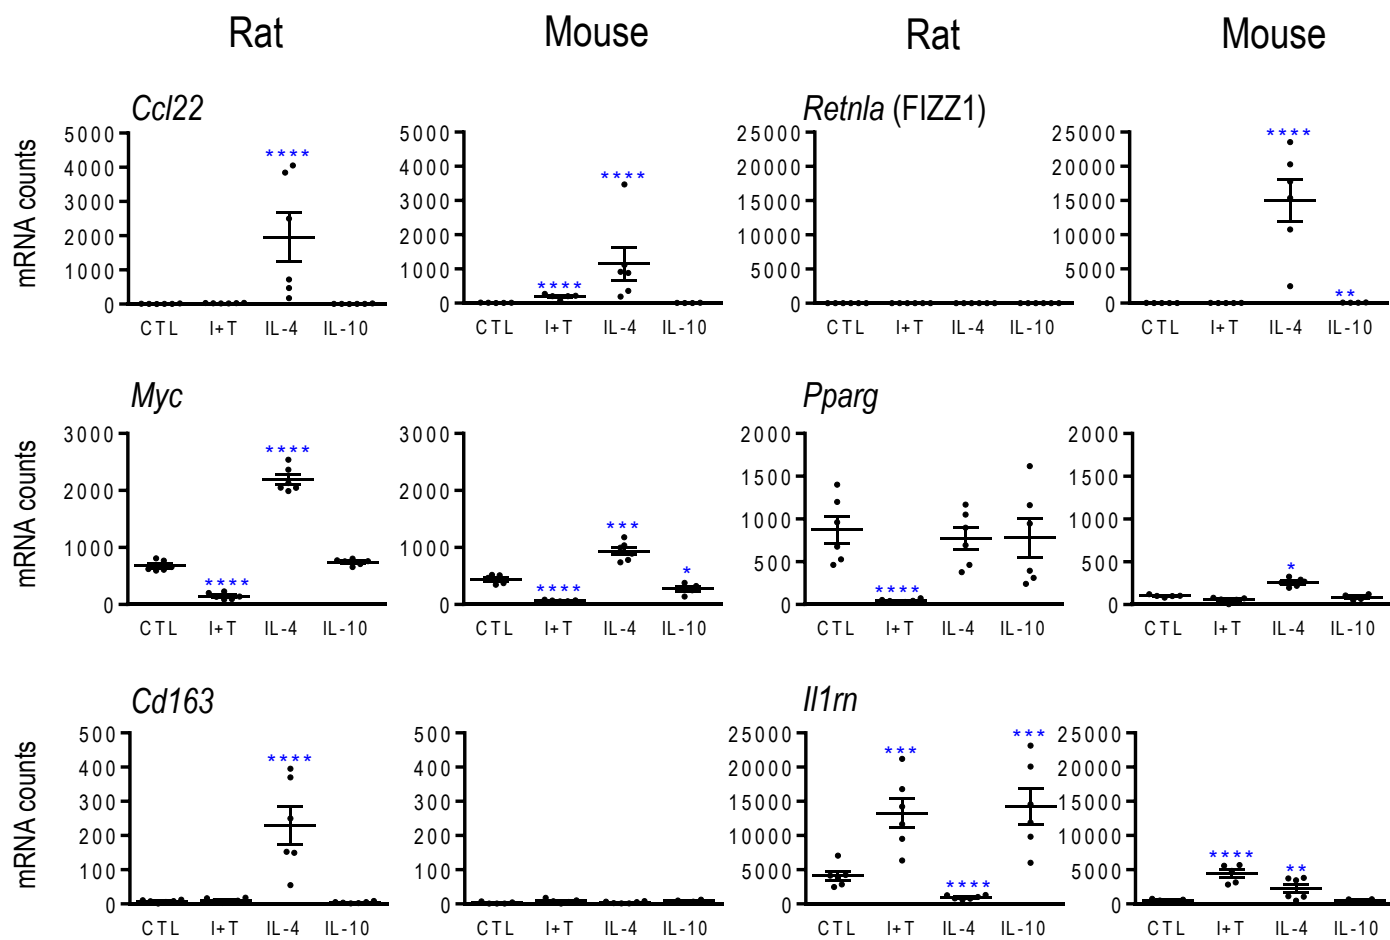 Rat Mouse Rat Mouse
Ccl22 Retnla (FIZZ1)
mRNA counts
5000 4000 3000 2000 1000 0
****
CTL I+T IL-4 IL-10
5000 4000 3000 2000 1000 0
**** ****
CTL I+T IL-4 IL-10
25000 20000 15000 10000 5000 0
CTL I+T IL-4 IL-10
25000 20000 15000 10000 5000 0
**** **
CTL I+T IL-4 IL-10
Myc Pparg
mRNA counts
3000 2000 1000 0
**** ****
CTL I+T IL-4 IL-10
3000 2000 1000 0
**** *** *
CTL I+T IL-4 IL-10
2000 1500 1000 500 0
****
CTL I+T IL-4 IL-10
2000 1500 1000 500 0
*
CTL I+T IL-4 IL-10
Cd163 Il1rn
mRNA counts
500 400 300 200 100 0
****
CTL I+T IL-4 IL-10
500 400 300 200 100 0
CTL I+T IL-4 IL-10
25000 20000 15000 10000 5000 0
*** **** ***
CTL I+T IL-4 IL-10
25000 20000 15000 10000 5000 0
**** **
CTL I+T IL-4 IL-10